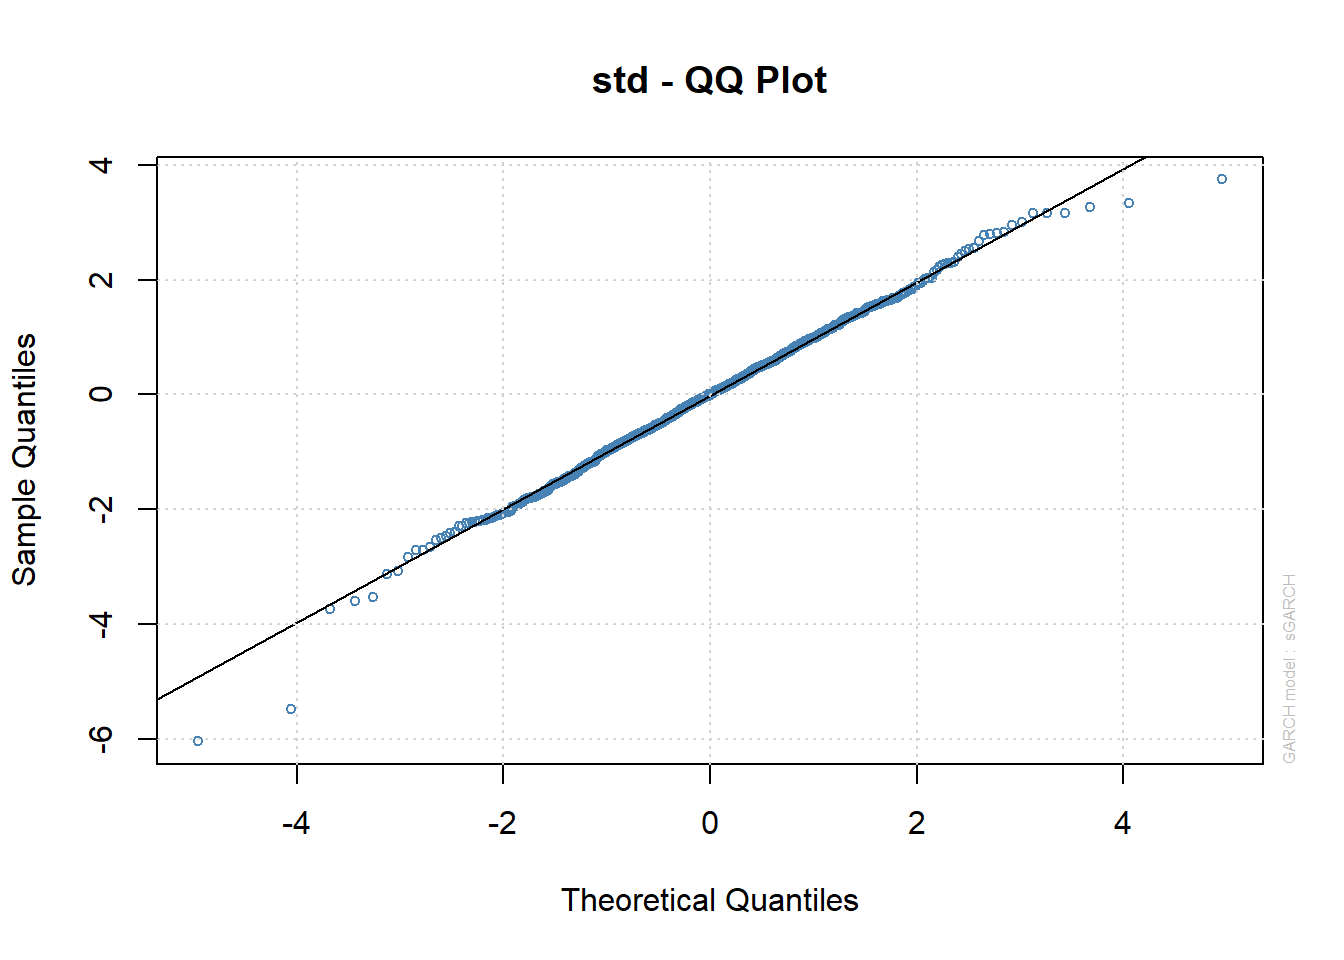 std - QQ Plot
4
2
0
-2
-4
-6
Sample Quantiles
-4
-2
0
2
4
Theoretical Quantiles
GARCH model : sGARCH